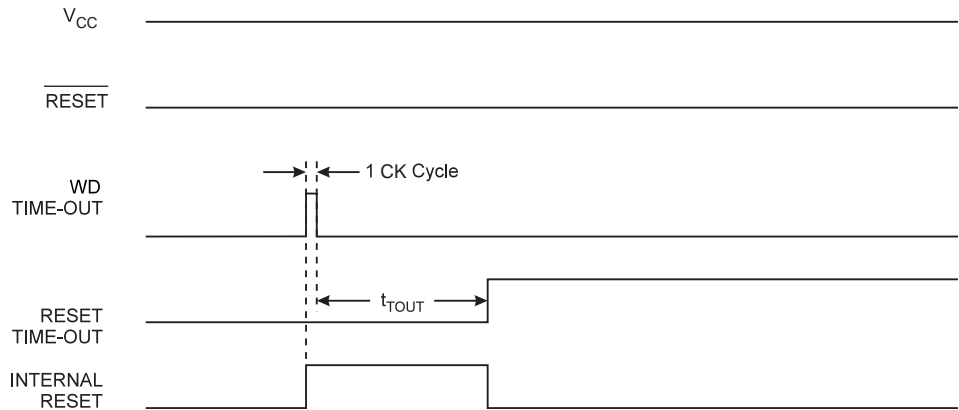 VCC
RESET
1 CK Cycle
WD
TIME-OUT
tTOUT
RESET
TIME-OUT
INTERNAL
RESET